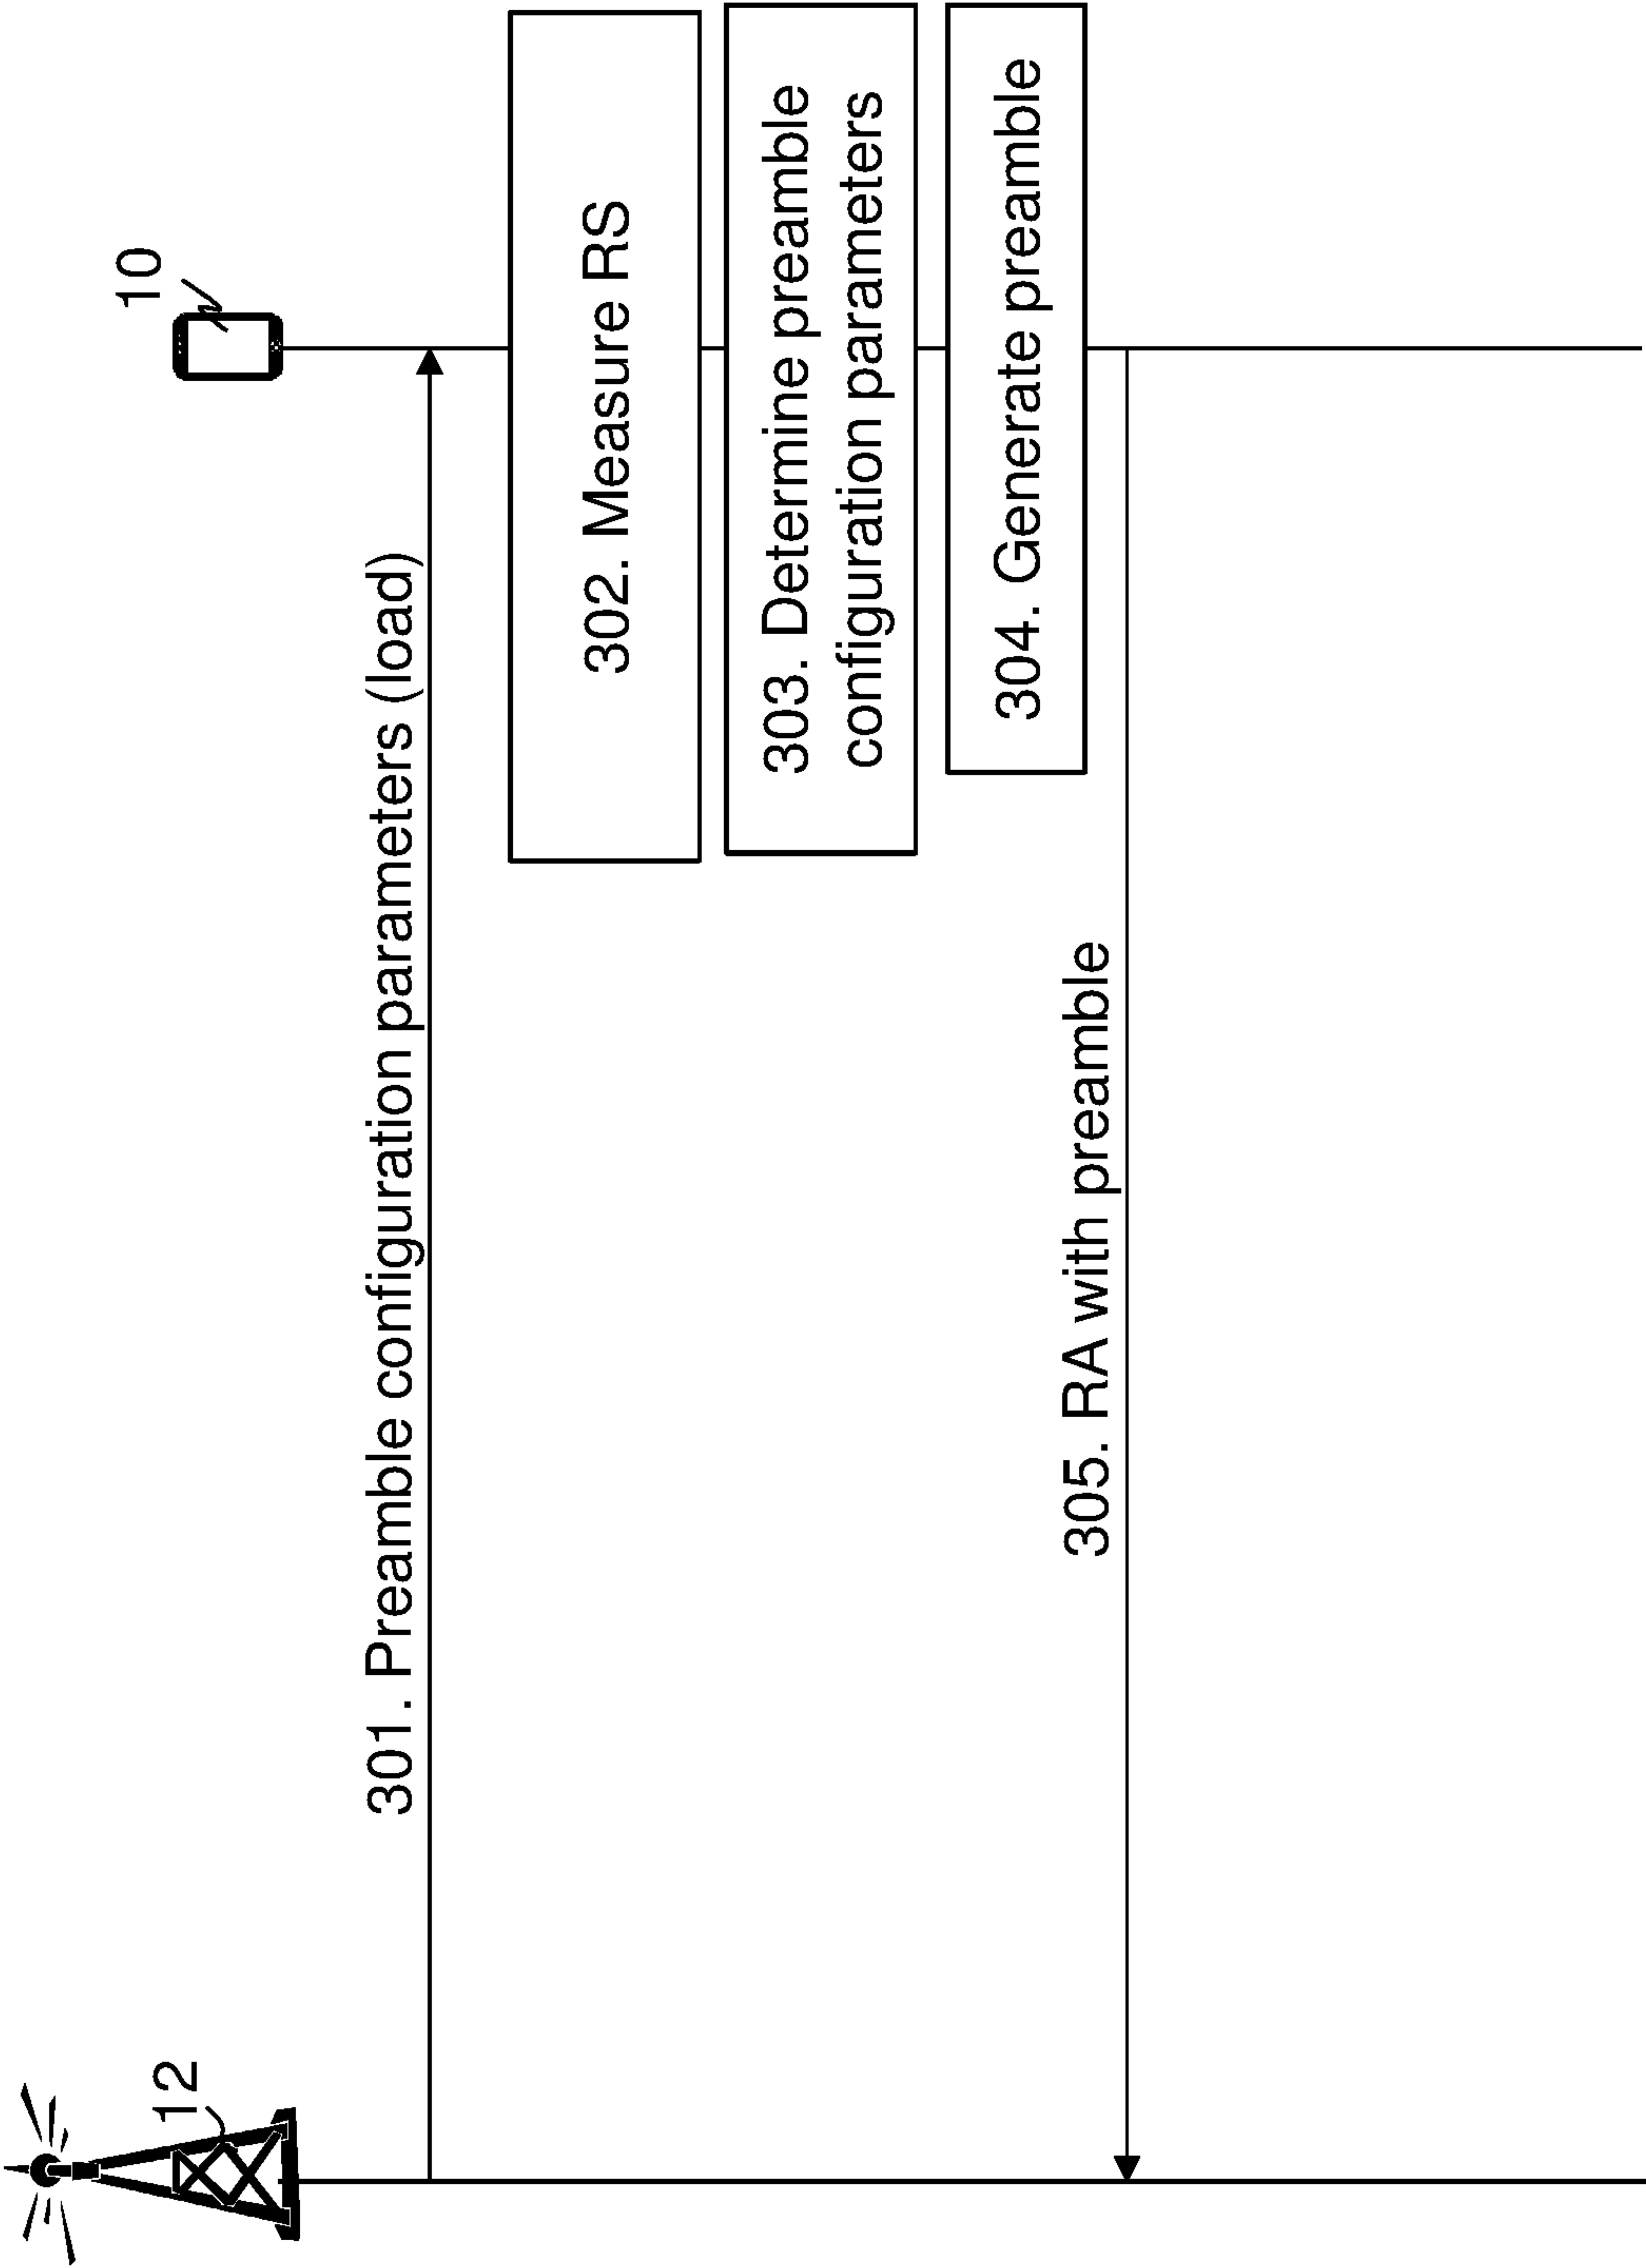 12
10
301. Preamble configuration parameters (load)
302. Measure RS
303. Determine preamble
configuration parameters
304. Generate preamble
305. RA with preamble